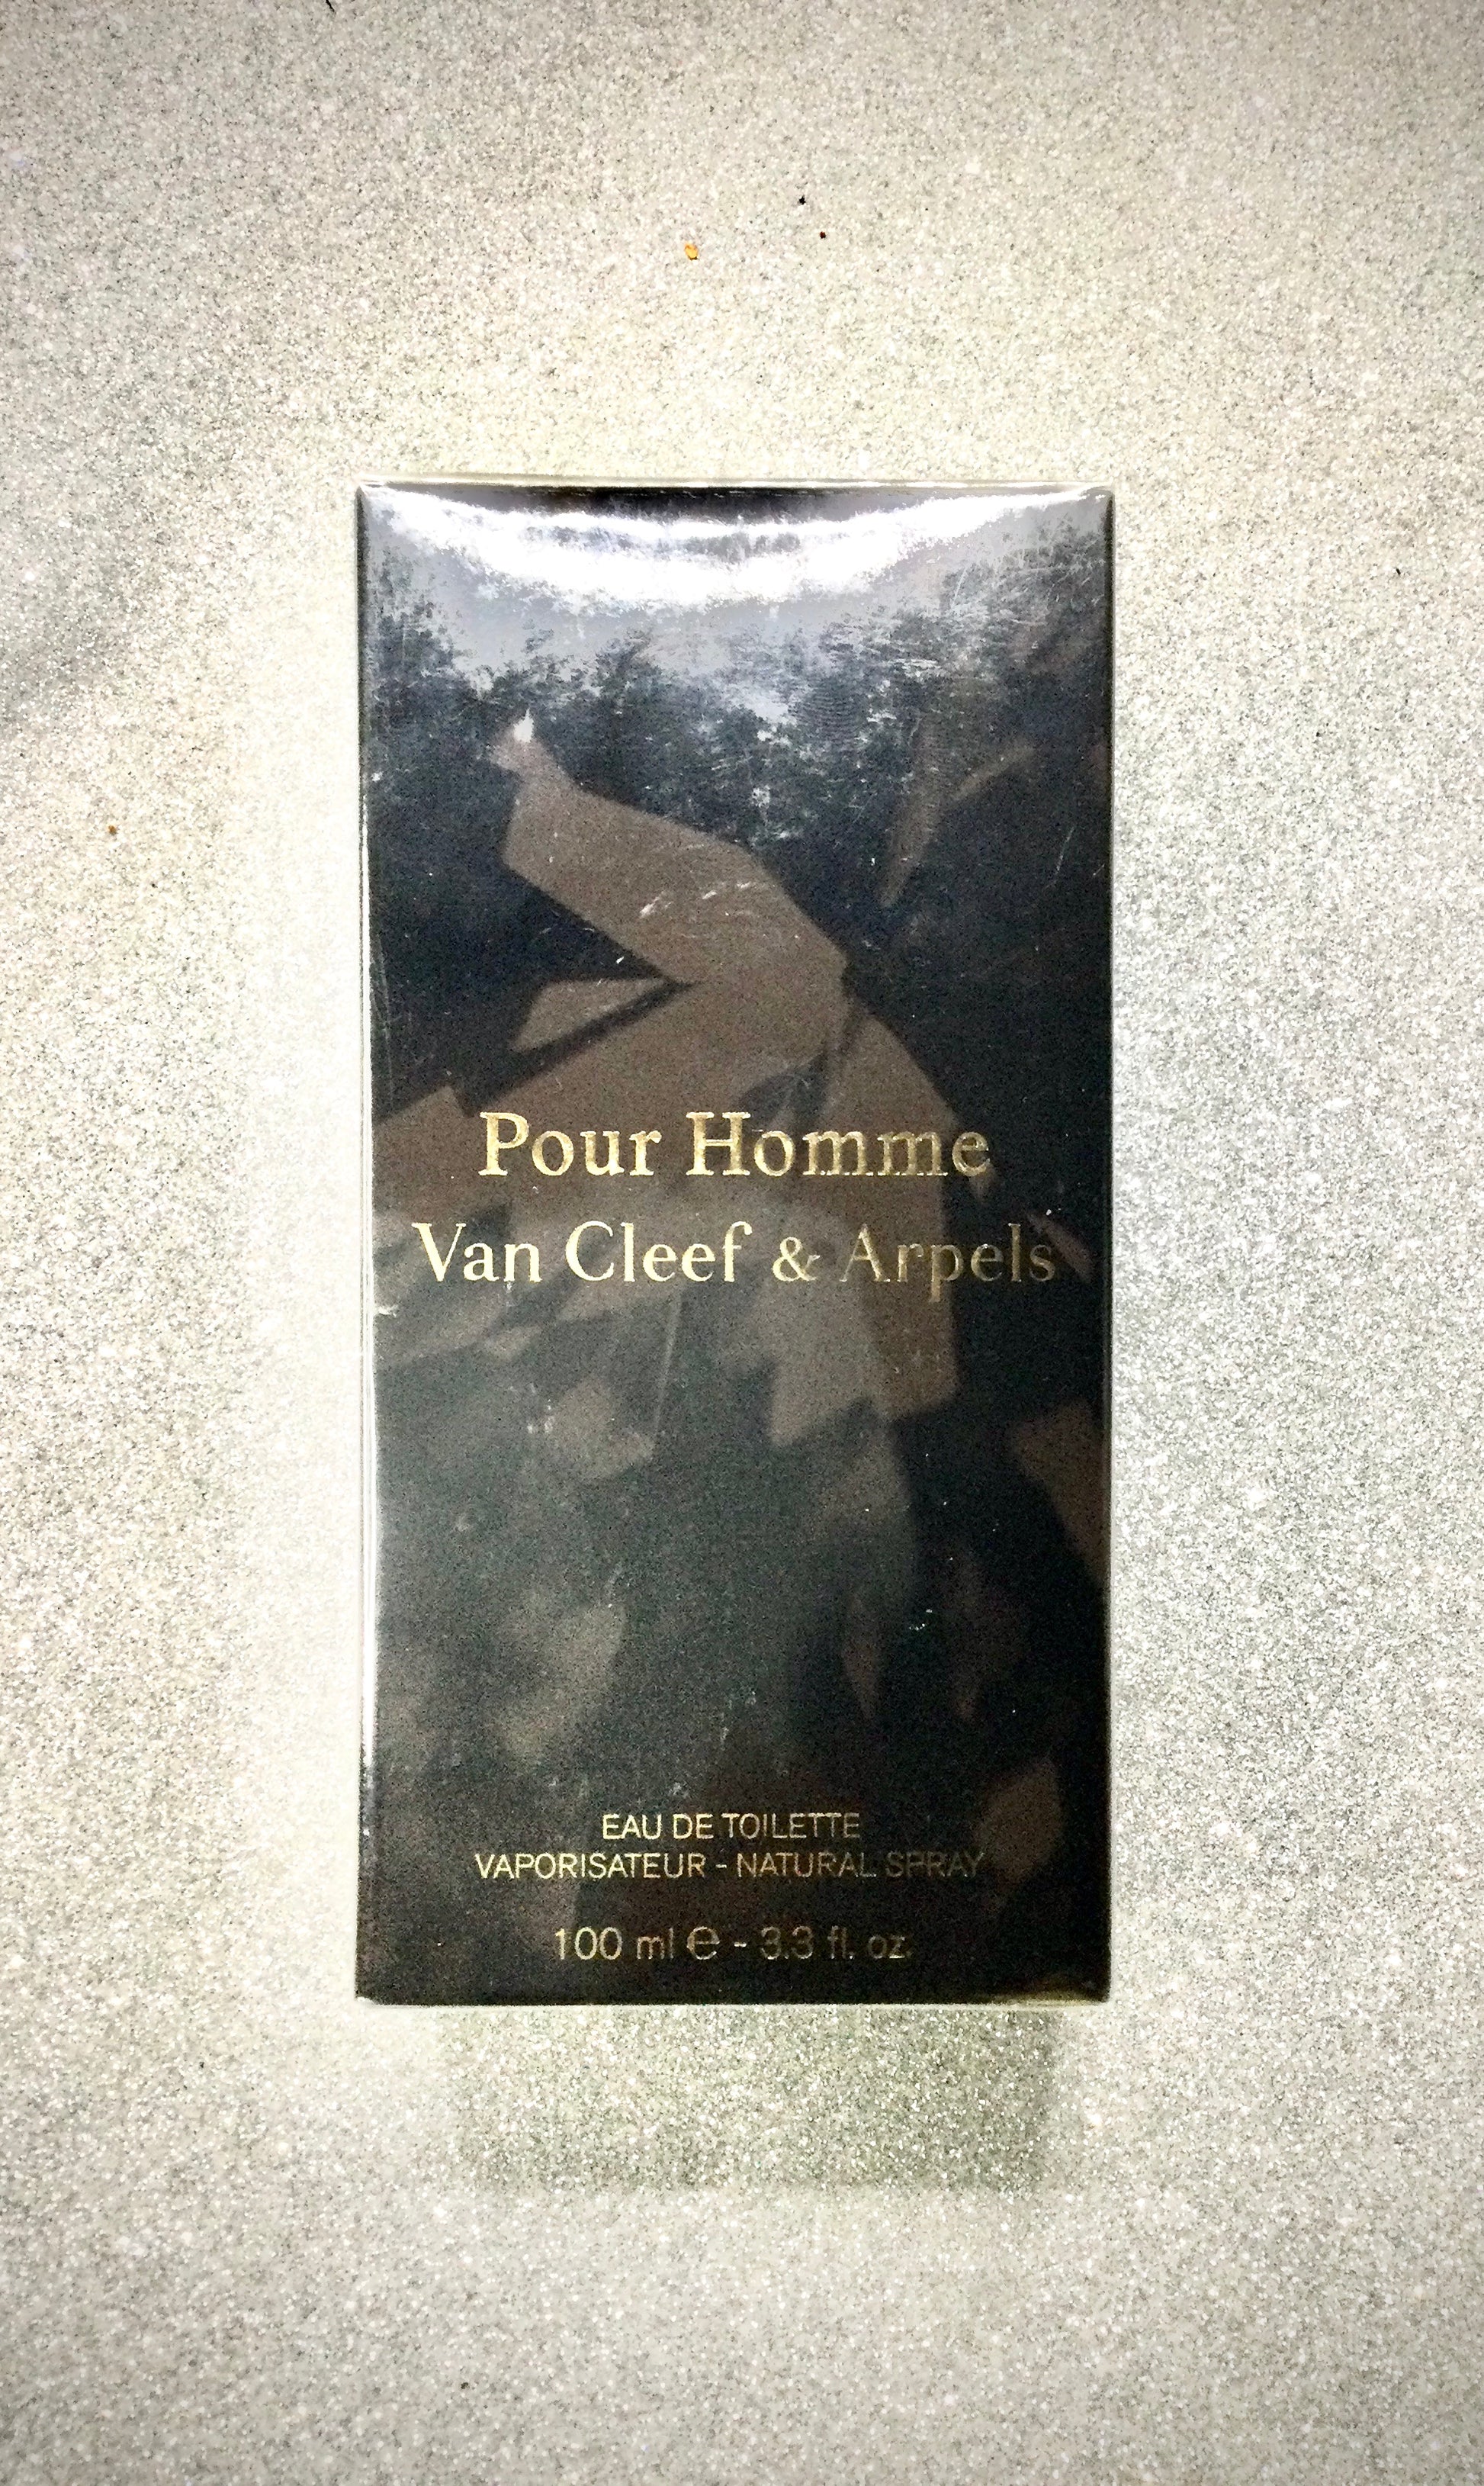 Pour Homme
Van Cleef & Arpels
EAU DE TOILETTE
VAPORISATEUR - NATURAL SPRAY
100 ml ℮ - 3.3 fl. oz.